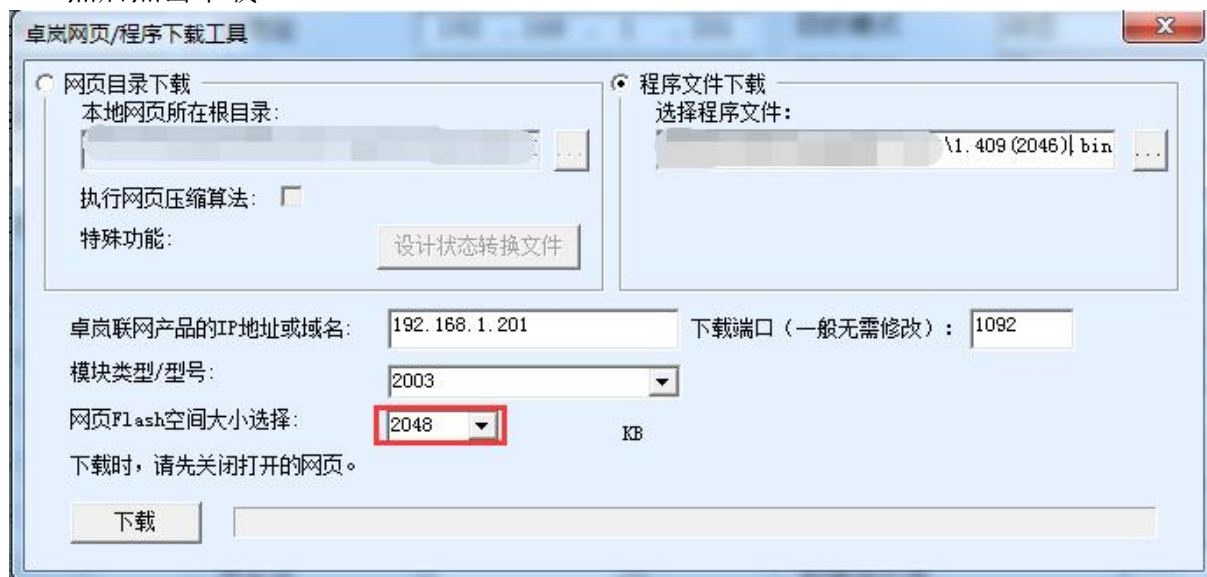 卓岚网页/程序下载工具
网页目录下载
本地网页所在根目录:
...
执行网页压缩算法:
特殊功能:
设计状态转换文件
程序文件下载
选择程序文件:
\1.409(2046)| bin
...
卓岚联网产品的IP地址或域名:
192.168.1.201
下载端口（一般无需修改）:
1092
模块类型/型号:
2003
网页Flash空间大小选择:
2048
KB
下载时，请先关闭打开的网页。
下载